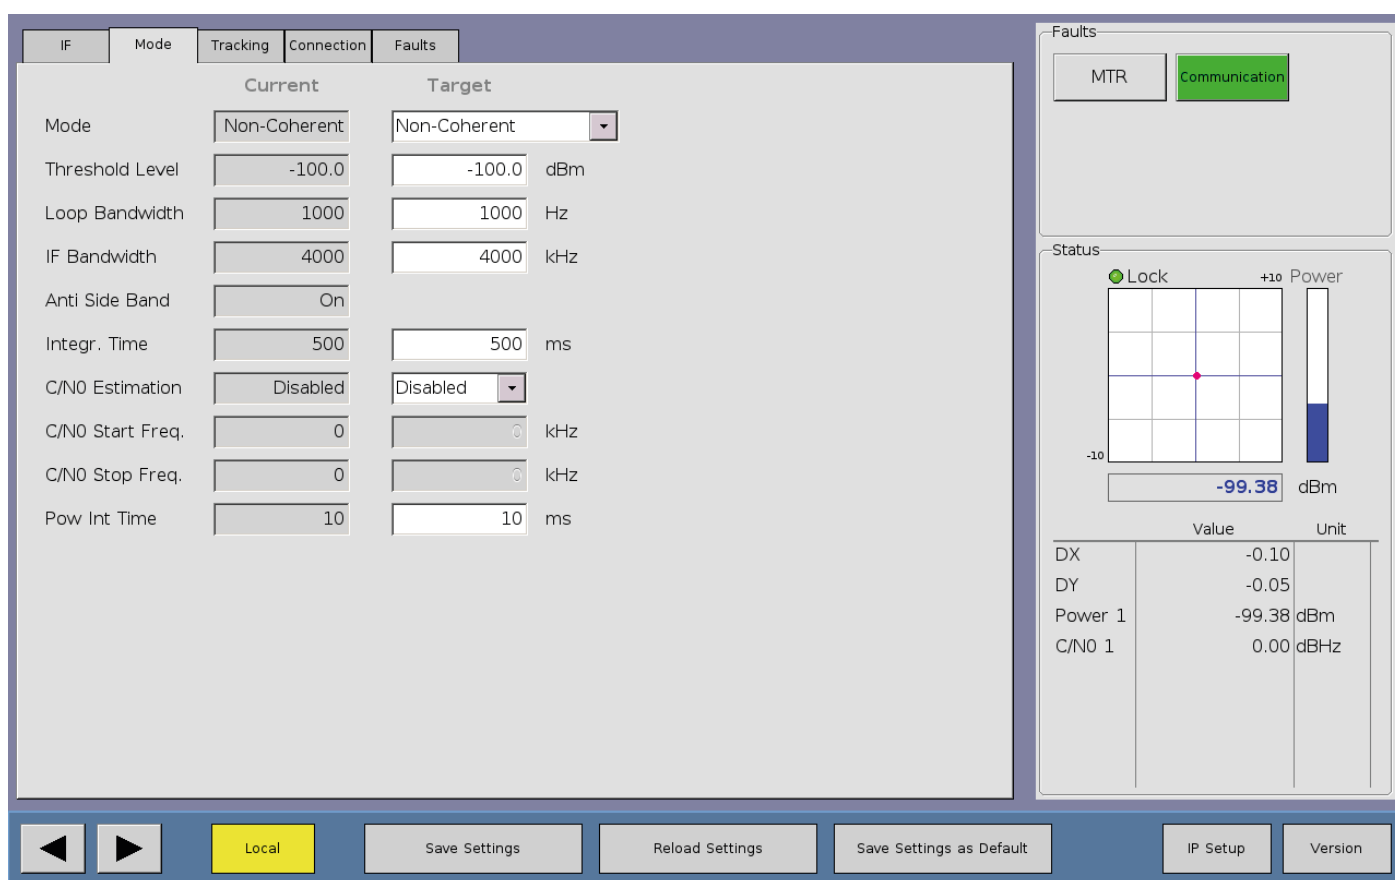 IF Mode Tracking Connection Faults
Current Target
Mode Non-Coherent Non-Coherent
Threshold Level -100.0 -100.0 dBm
Loop Bandwidth 1000 1000 Hz
IF Bandwidth 4000 4000 kHz
Anti Side Band On
Integr. Time 500 500 ms
C/N0 Estimation Disabled Disabled
C/N0 Start Freq. 0 0 kHz
C/N0 Stop Freq. 0 0 kHz
Pow Int Time 10 10 ms
Faults
MTR Communication
Status
Lock +10 Power
-10
-99.38 dBm
Value Unit
DX -0.10
DY -0.05
Power 1 -99.38 dBm
C/N0 1 0.00 dBHz
Local Save Settings Reload Settings Save Settings as Default IP Setup Version